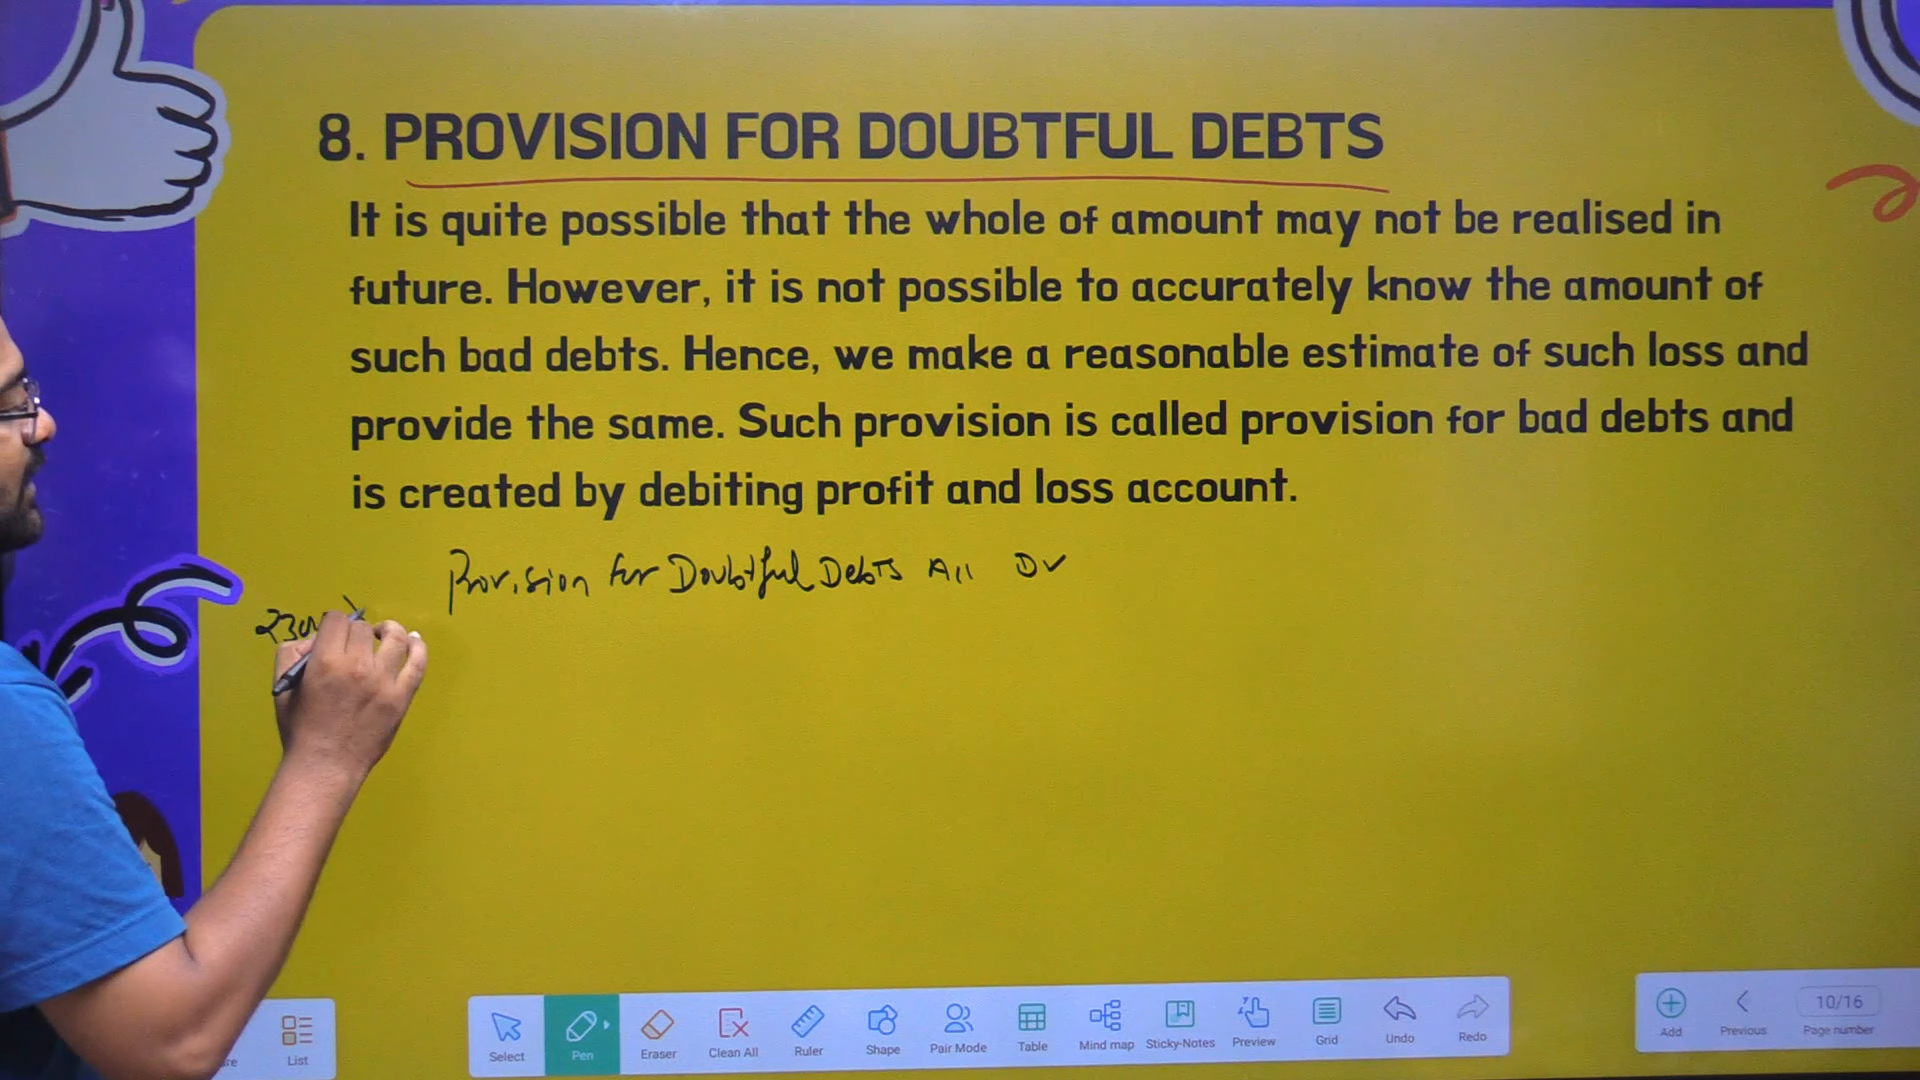 8. PROVISION FOR DOUBTFUL DEBTS
It is quite possible that the whole of amount may not be realised in
future. However, it is not possible to accurately know the amount of
such bad debts. Hence, we make a reasonable estimate of such loss and
provide the same. Such provision is called provision for bad debts and
is created by debiting profit and loss account.
Provision for Doubtful Debts A/c Dr
List
Select
Pen
Eraser
Clean All
Ruler
Shape
Pair Mode
Table
Mind map
Sticky-Notes
Preview
Grid
Undo
Redo
Add
Previous
10/16
Page number